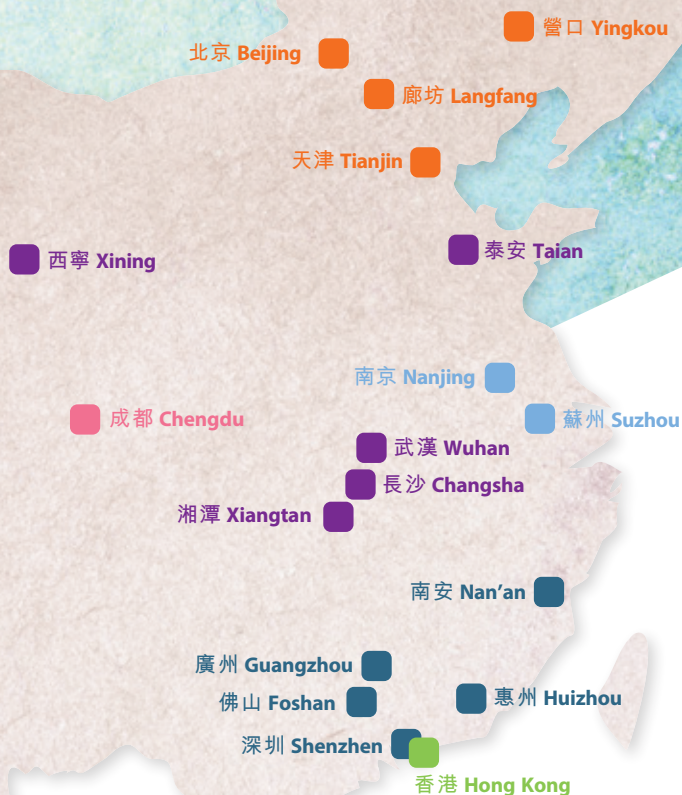 營口 Yingkou
北京 Beijing
廊坊 Langfang
天津 Tianjin
西寧 Xining
泰安 Taian
南京 Nanjing
成都 Chengdu
蘇州 Suzhou
武漢 Wuhan
長沙 Changsha
湘潭 Xiangtan
南安 Nan’an
廣州 Guangzhou
佛山 Foshan
惠州 Huizhou
深圳 Shenzhen
香港 Hong Kong